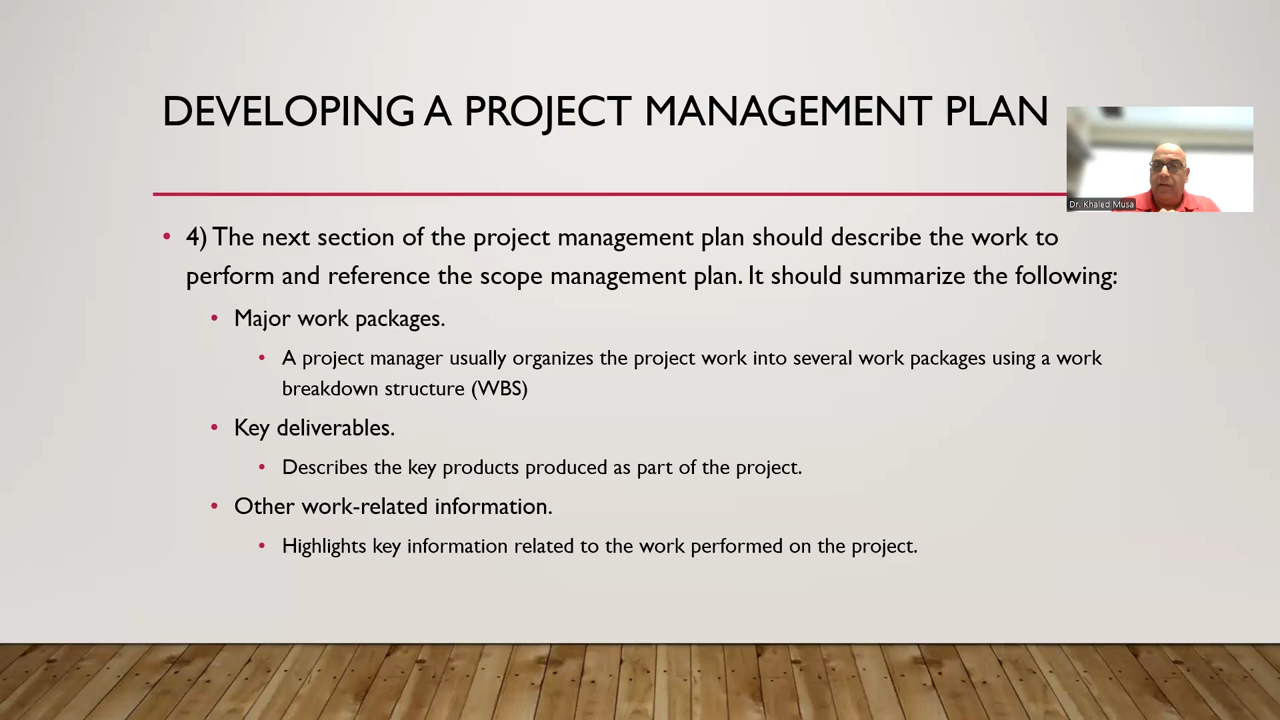 DEVELOPING A PROJECT MANAGEMENT PLAN
Dr. Khaled Musa
• 4) The next section of the project management plan should describe the work to
perform and reference the scope management plan. It should summarize the following:
• Major work packages.
• A project manager usually organizes the project work into several work packages using a work
breakdown structure (WBS)
• Key deliverables.
• Describes the key products produced as part of the project.
• Other work-related information.
• Highlights key information related to the work performed on the project.